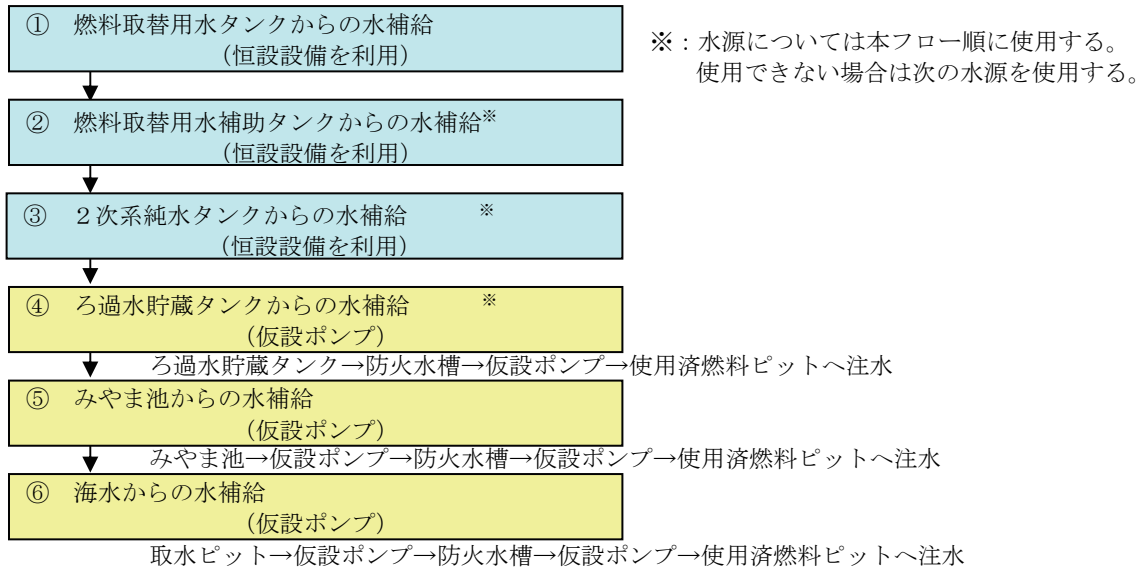 ① 燃料取替用水タンクからの水補給
(恒設設備を利用)
※：水源については本フロー順に使用する。
使用できない場合は次の水源を使用する。
② 燃料取替用水補助タンクからの水補給※
(恒設設備を利用)
③ ２次系純水タンクからの水補給 ※
(恒設設備を利用)
④ ろ過水貯蔵タンクからの水補給 ※
(仮設ポンプ)
ろ過水貯蔵タンク→防火水槽→仮設ポンプ→使用済燃料ピットへ注水
⑤ みやま池からの水補給
(仮設ポンプ)
みやま池→仮設ポンプ→防火水槽→仮設ポンプ→使用済燃料ピットへ注水
⑥ 海水からの水補給
(仮設ポンプ)
取水ピット→仮設ポンプ→防火水槽→仮設ポンプ→使用済燃料ピットへ注水